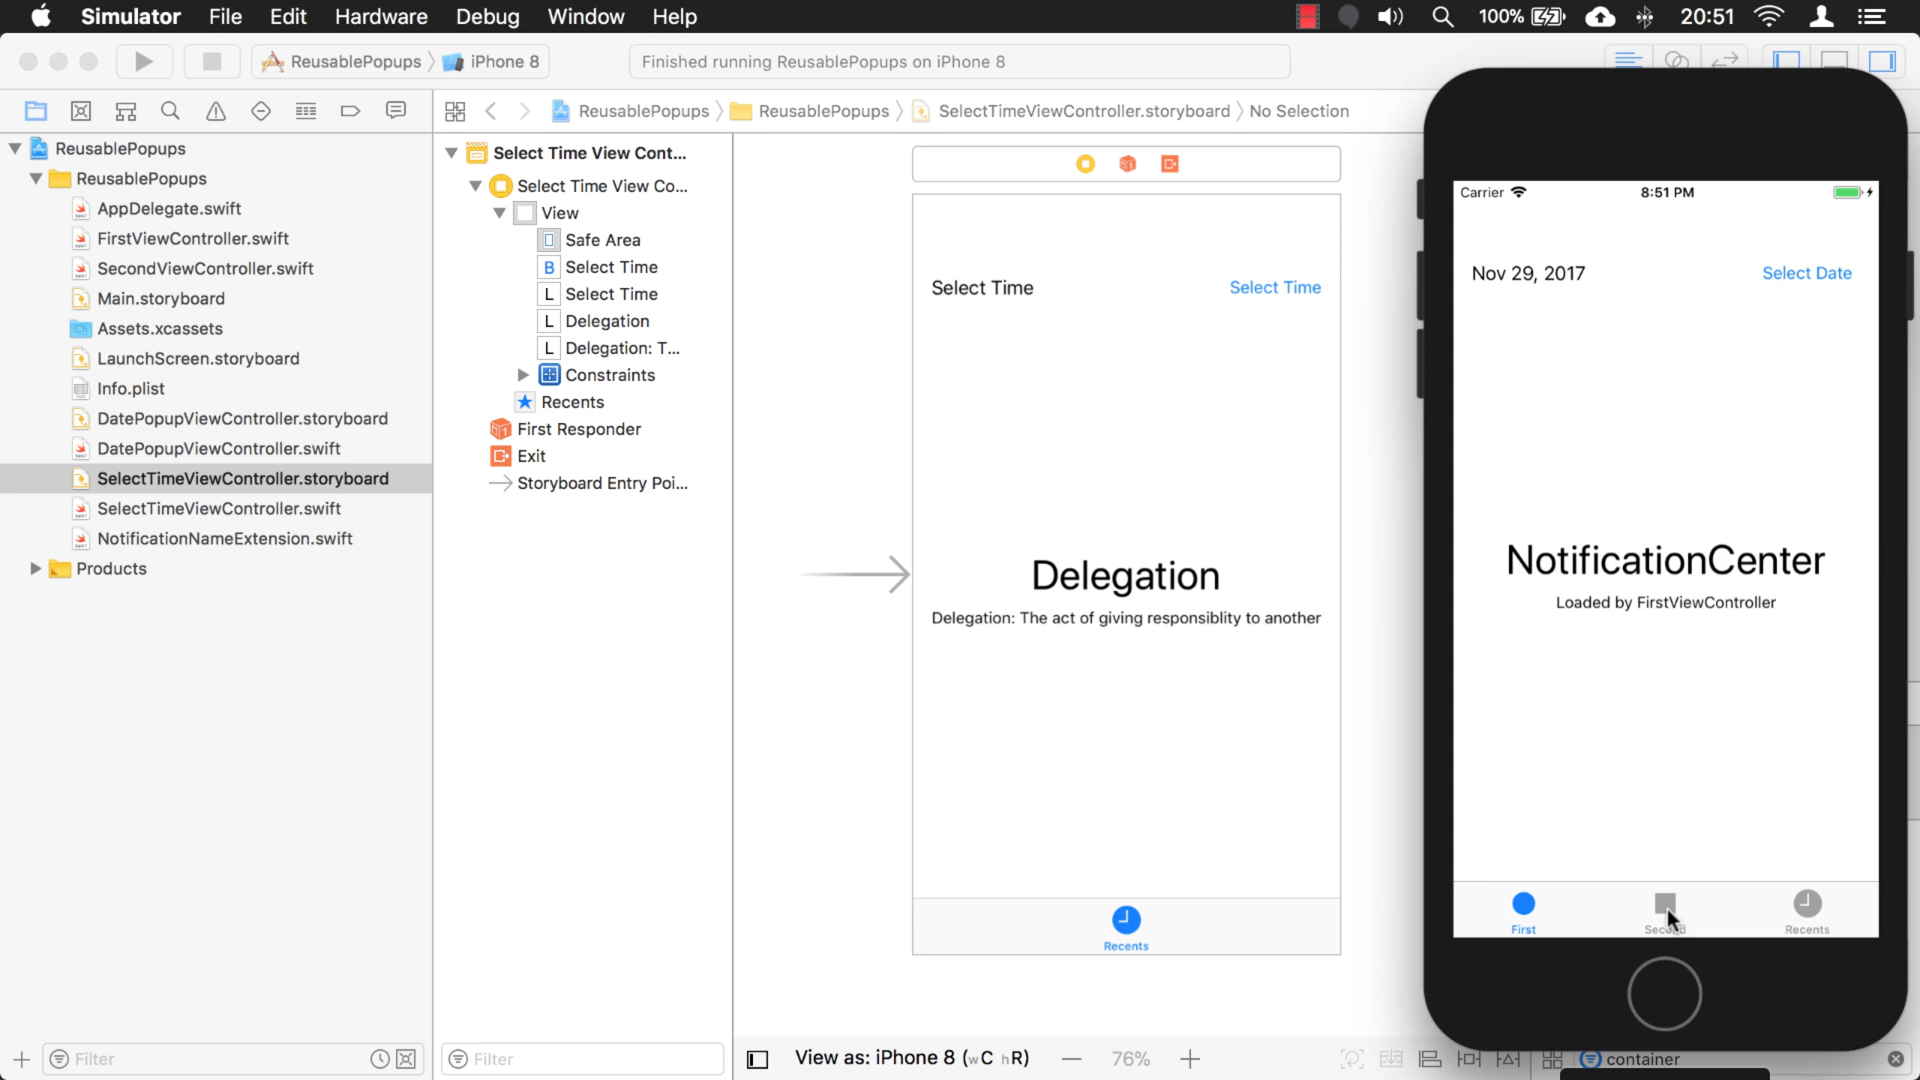 Simulator File Edit Hardware Debug Window Help 100% 20:51
ReusablePopups iPhone 8 Finished running ReusablePopups on iPhone 8
ReusablePopups ReusablePopups SelectTimeViewController.storyboard No Selection
ReusablePopups
ReusablePopups
AppDelegate.swift
FirstViewController.swift
SecondViewController.swift
Main.storyboard
Assets.xcassets
LaunchScreen.storyboard
Info.plist
DatePopupViewController.storyboard
DatePopupViewController.swift
SelectTimeViewController.storyboard
SelectTimeViewController.swift
NotificationNameExtension.swift
Products
Filter
Select Time View Cont...
Select Time View Co...
View
Safe Area
B Select Time
L Select Time
L Delegation
L Delegation: T...
Constraints
Recents
First Responder
Exit
Storyboard Entry Poi...
Filter
Select Time Select Time
Delegation
Delegation: The act of giving responsiblity to another
Recents
View as: iPhone 8 (wC hR) 76%
container
Carrier 8:51 PM
Nov 29, 2017 Select Date
NotificationCenter
Loaded by FirstViewController
First Second Recents